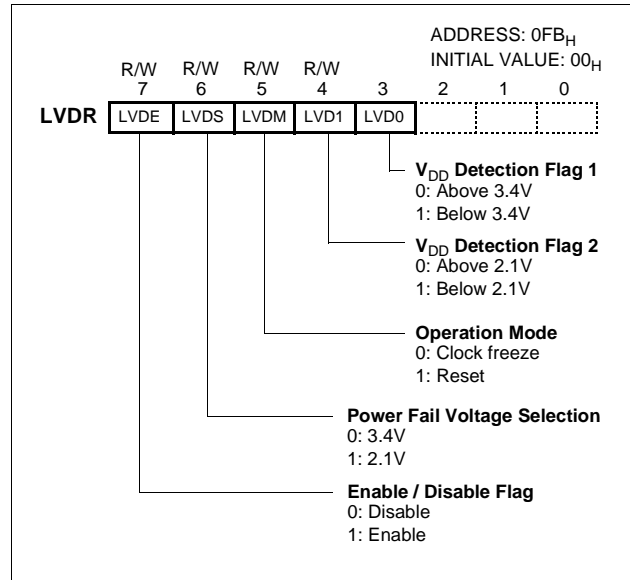 ADDRESS: 0FBH
INITIAL VALUE: 00H
R/W R/W R/W R/W
7 6 5 4 3 2 1 0
LVDR LVDE LVDS LVDM LVD1 LVD0
VDD Detection Flag 1
0: Above 3.4V
1: Below 3.4V
VDD Detection Flag 2
0: Above 2.1V
1: Below 2.1V
Operation Mode
0: Clock freeze
1: Reset
Power Fail Voltage Selection
0: 3.4V
1: 2.1V
Enable / Disable Flag
0: Disable
1: Enable